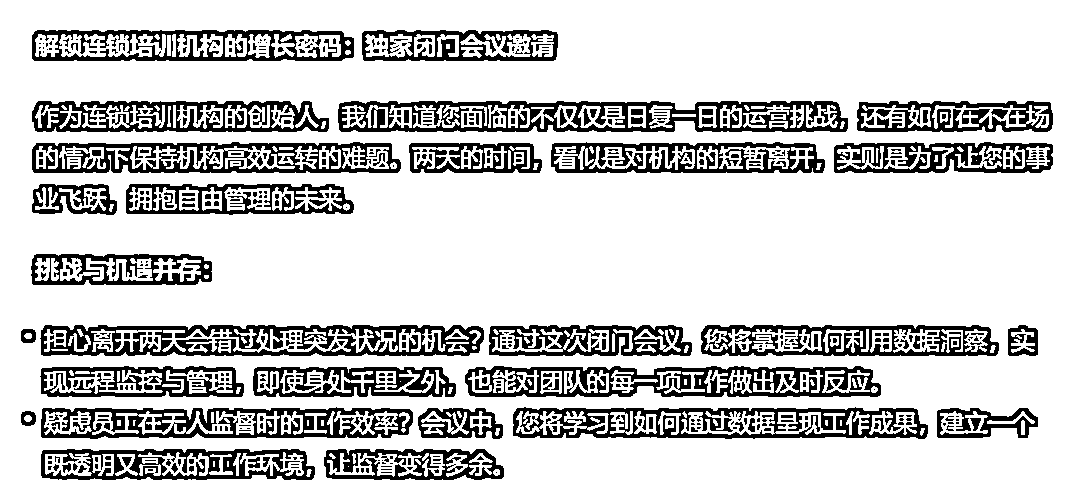 解锁连锁培训机构的增长密码：独家闭门会议邀请
作为连锁培训机构的创始人，我们知道您面临的不仅仅是日复一日的运营挑战，还有如何在不在场
的情况下保持机构高效运转的难题。两天的时间，看似是对机构的短暂离开，实则是为了让您的事
业飞跃，拥抱自由管理的未来。
挑战与机遇并存：
• 担心离开两天会错过处理突发状况的机会？通过这次闭门会议，您将掌握如何利用数据洞察，实
现远程监控与管理，即使身处千里之外，也能对团队的每一项工作做出及时反应。
• 疑虑员工在无人监督时的工作效率？会议中，您将学习到如何通过数据呈现工作成果，建立一个
既透明又高效的工作环境，让监督变得多余。